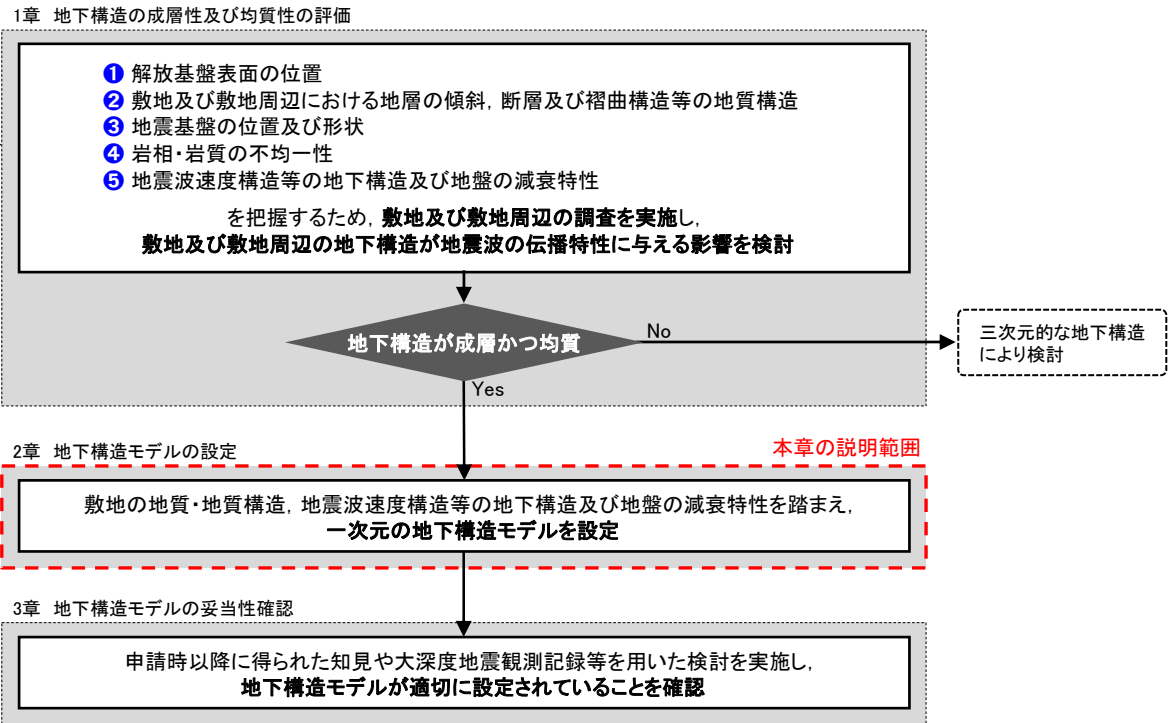 1章 地下構造の成層性及び均質性の評価
❶ 解放基盤表面の位置
❷ 敷地及び敷地周辺における地層の傾斜, 断層及び褶曲構造等の地質構造
❸ 地震基盤の位置及び形状
❹ 岩相・岩質の不均一性
❺ 地震波速度構造等の地下構造及び地盤の減衰特性
を把握するため, 敷地及び敷地周辺の調査を実施し,
敷地及び敷地周辺の地下構造が地震波の伝播特性に与える影響を検討
地下構造が成層かつ均質
No
三次元的な地下構造
により検討
Yes
2章 地下構造モデルの設定
本章の説明範囲
敷地の地質・地質構造, 地震波速度構造等の地下構造及び地盤の減衰特性を踏まえ,
一次元の地下構造モデルを設定
3章 地下構造モデルの妥当性確認
申請時以降に得られた知見や大深度地震観測記録等を用いた検討を実施し,
地下構造モデルが適切に設定されていることを確認